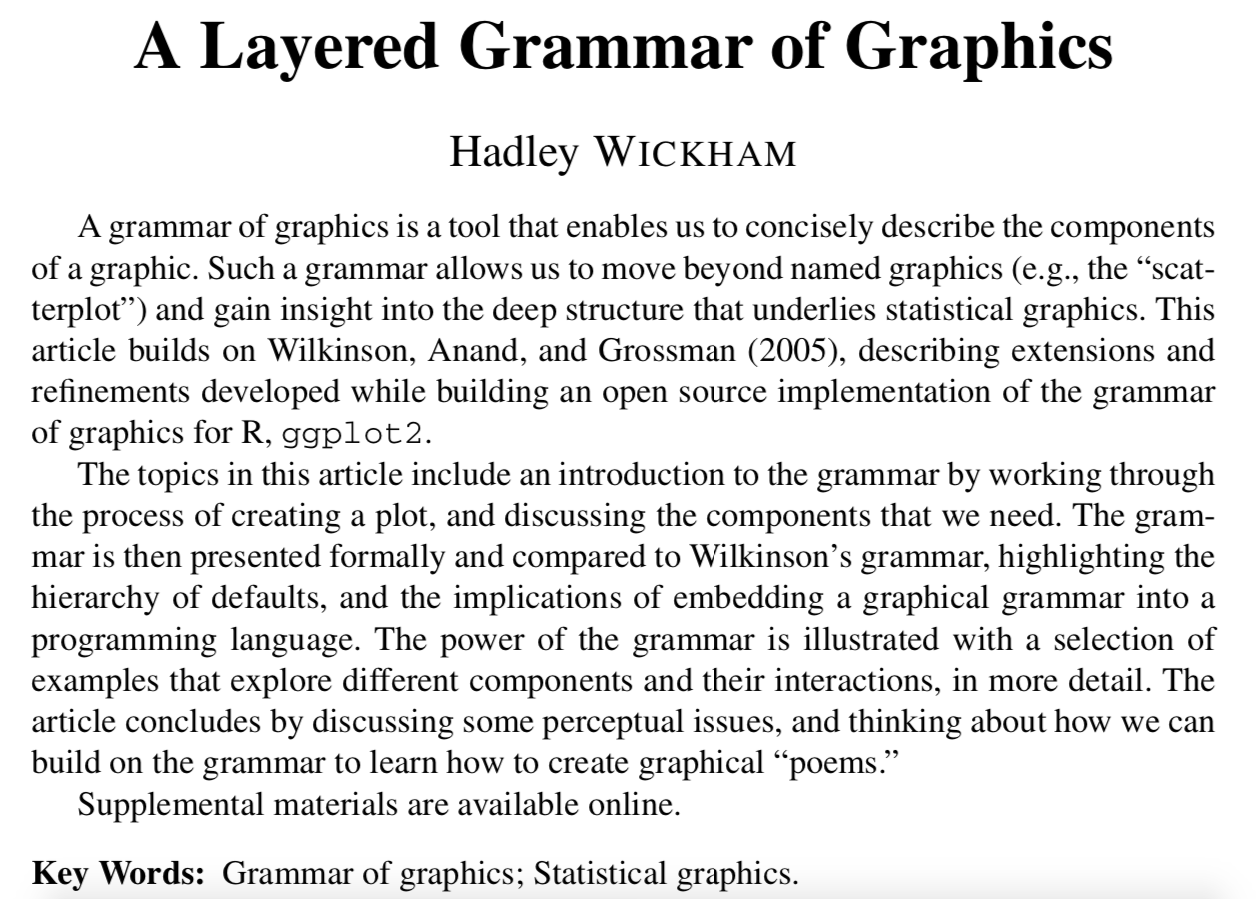 A Layered Grammar of Graphics
Hadley WICKHAM
A grammar of graphics is a tool that enables us to concisely describe the components
of a graphic. Such a grammar allows us to move beyond named graphics (e.g., the “scat-
terplot”) and gain insight into the deep structure that underlies statistical graphics. This
article builds on Wilkinson, Anand, and Grossman (2005), describing extensions and
refinements developed while building an open source implementation of the grammar
of graphics for R, ggplot2.
The topics in this article include an introduction to the grammar by working through
the process of creating a plot, and discussing the components that we need. The gram-
mar is then presented formally and compared to Wilkinson’s grammar, highlighting the
hierarchy of defaults, and the implications of embedding a graphical grammar into a
programming language. The power of the grammar is illustrated with a selection of
examples that explore different components and their interactions, in more detail. The
article concludes by discussing some perceptual issues, and thinking about how we can
build on the grammar to learn how to create graphical “poems.”
Supplemental materials are available online.
Key Words: Grammar of graphics; Statistical graphics.